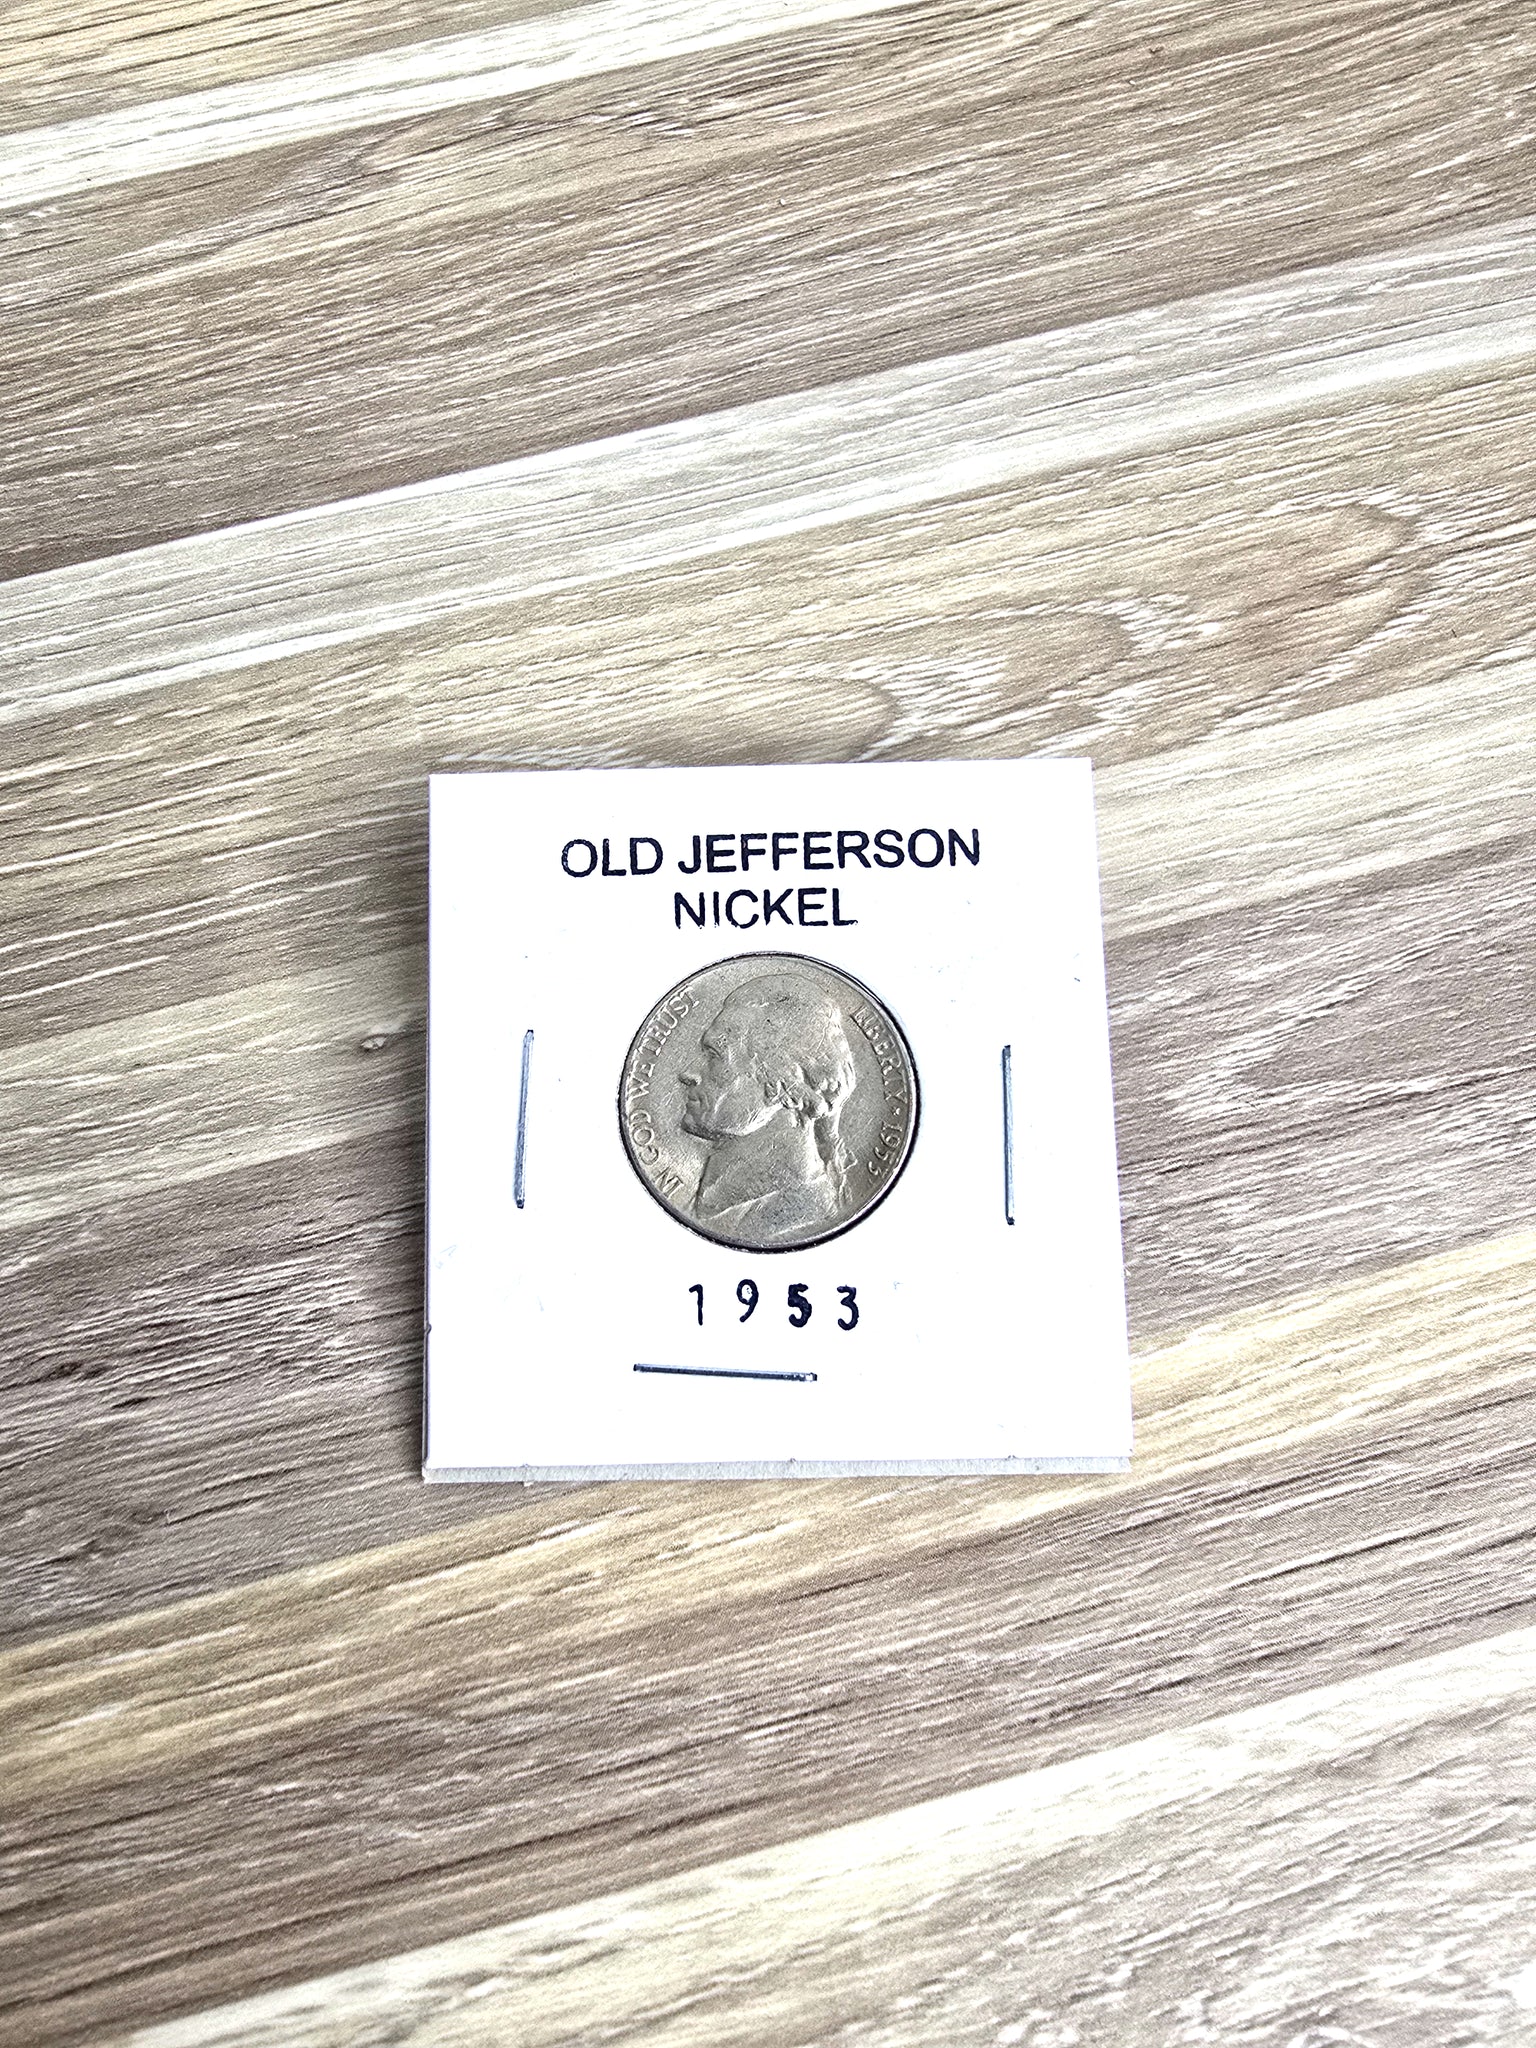 OLD JEFFERSON
NICKEL
IN GOD WE TRUST
LIBERTY * 1953
1953